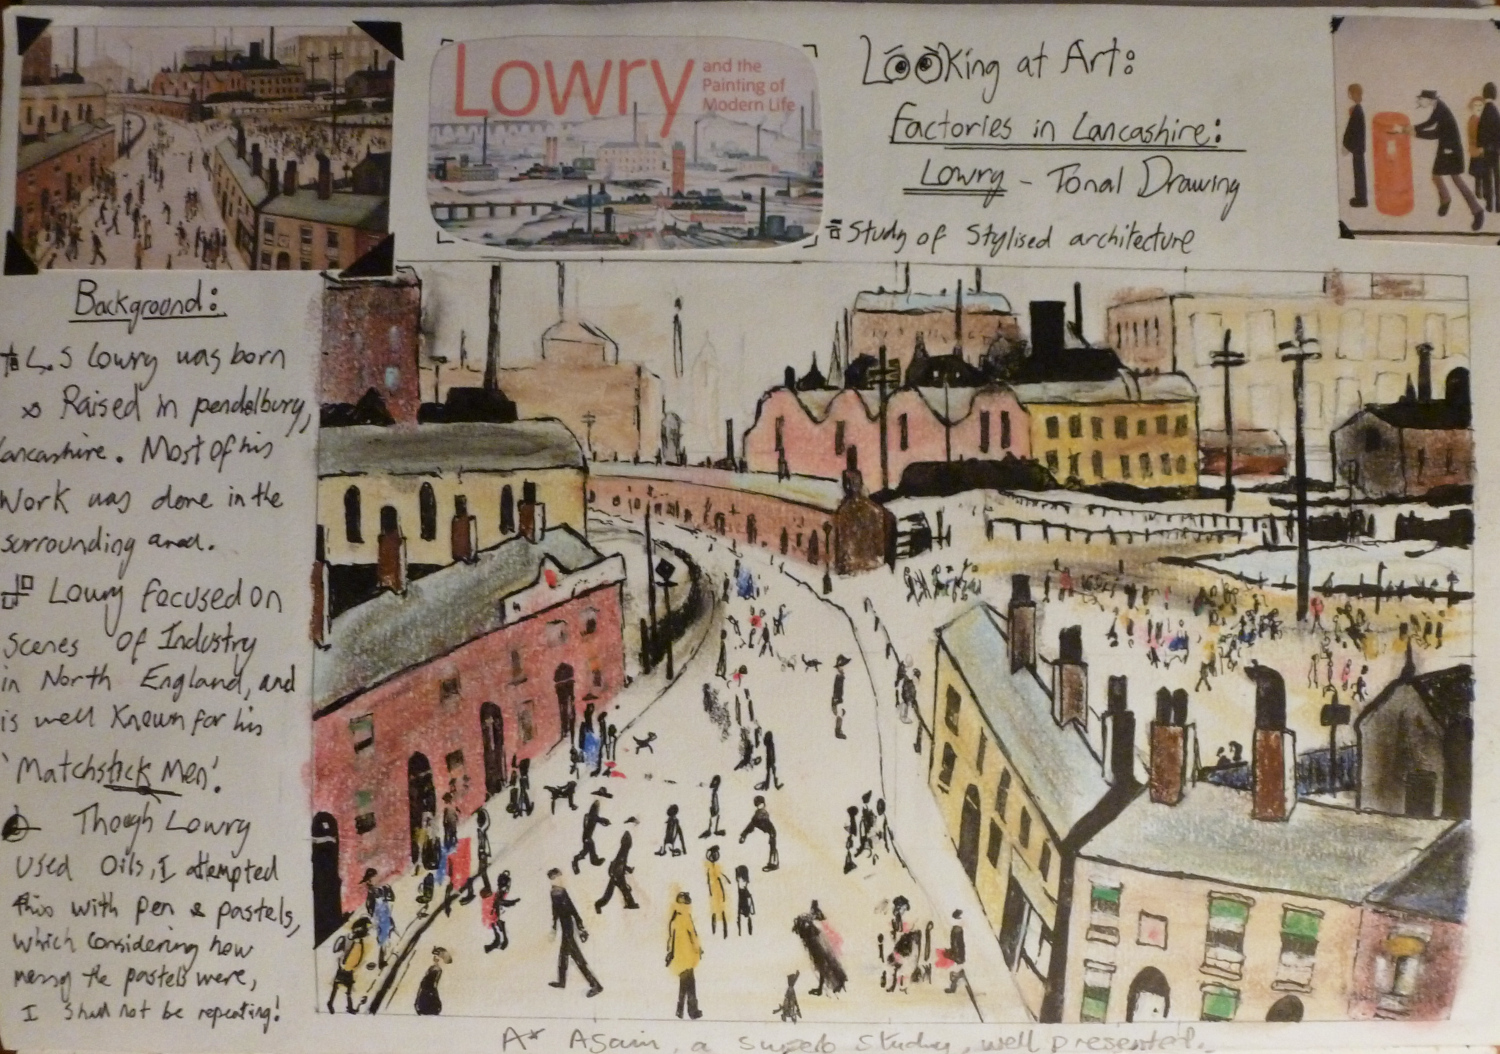 Lowry
and the
Painting of
Modern Life
Looking at Art:
Factories in Lancashire:
Lowry - Tonal Drawing
Study of Stylised architecture
Background:
L.S Lowry was born
& Raised in pendelbury,
Lancashire. Most of his
Work was done in the
surrounding area.
Lowry focused on
scenes of Industry
in North England, and
is well Known for his
'Matchstick Men'.
Though Lowry
Used Oils, I attempted
this with pen & pastels,
which considering how
messy the pastels were,
I shall not be repeating!
A* Again, a superb study, well presented.